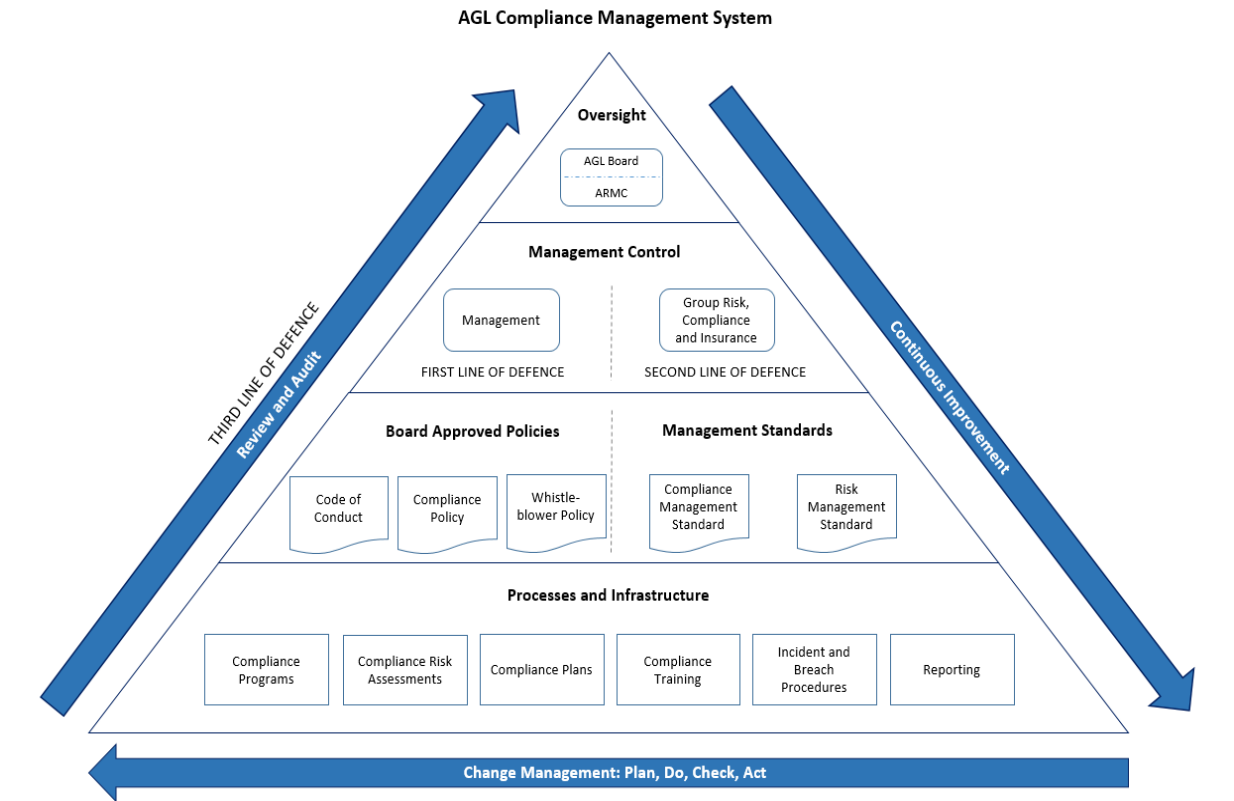 AGL Compliance Management System
Oversight
AGL Board
ARMC
Management Control
Management
Group Risk,
Compliance
and Insurance
FIRST LINE OF DEFENCE
SECOND LINE OF DEFENCE
THIRD LINE OF DEFENCE
Review and Audit
Continuous Improvement
Board Approved Policies
Management Standards
Code of
Conduct
Compliance
Policy
Whistle-
blower Policy
Compliance
Management
Standard
Risk
Management
Standard
Processes and Infrastructure
Compliance
Programs
Compliance Risk
Assessments
Compliance Plans
Compliance
Training
Incident and
Breach
Procedures
Reporting
Change Management: Plan, Do, Check, Act